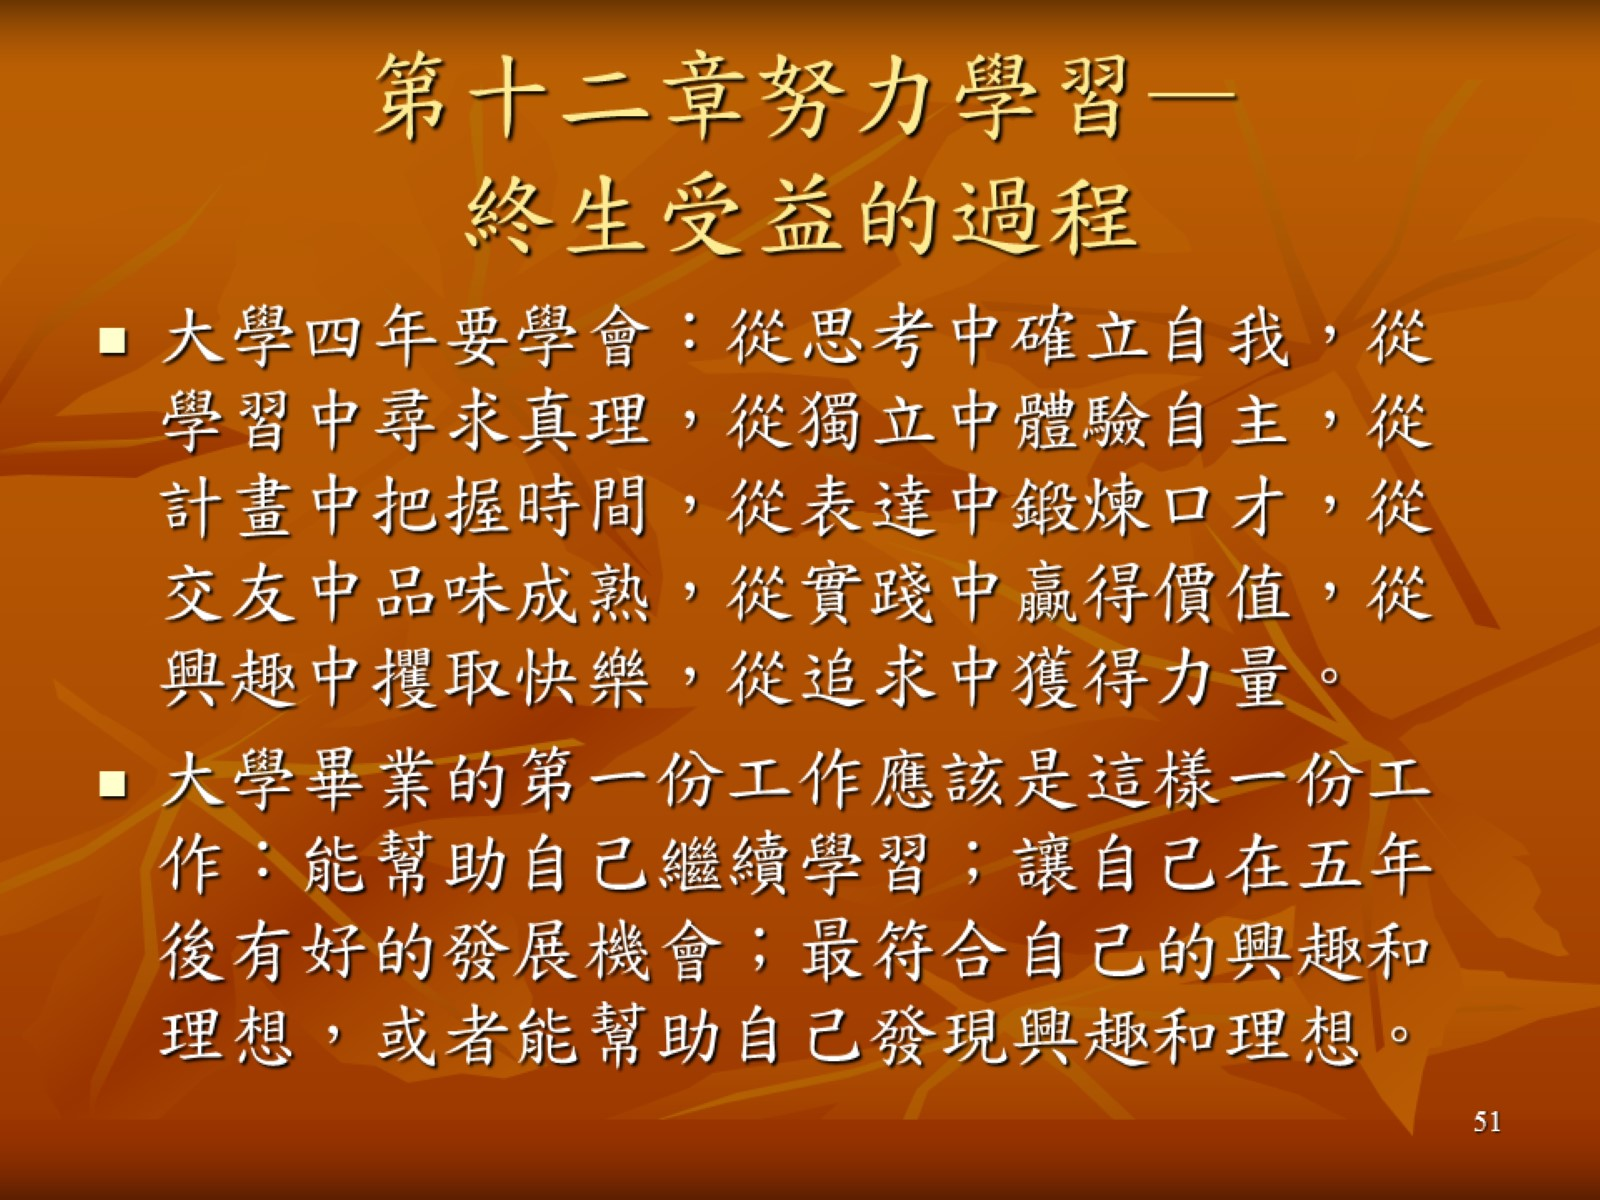 第十二章努力學習—
終生受益的過程
大學四年要學會：從思考中確立自我，從
學習中尋求真理，從獨立中體驗自主，從
計畫中把握時間，從表達中鍛煉口才，從
交友中品味成熟，從實踐中贏得價值，從
興趣中攫取快樂，從追求中獲得力量。
大學畢業的第一份工作應該是這樣一份工
作：能幫助自己繼續學習；讓自己在五年
後有好的發展機會；最符合自己的興趣和
理想，或者能幫助自己發現興趣和理想。
51